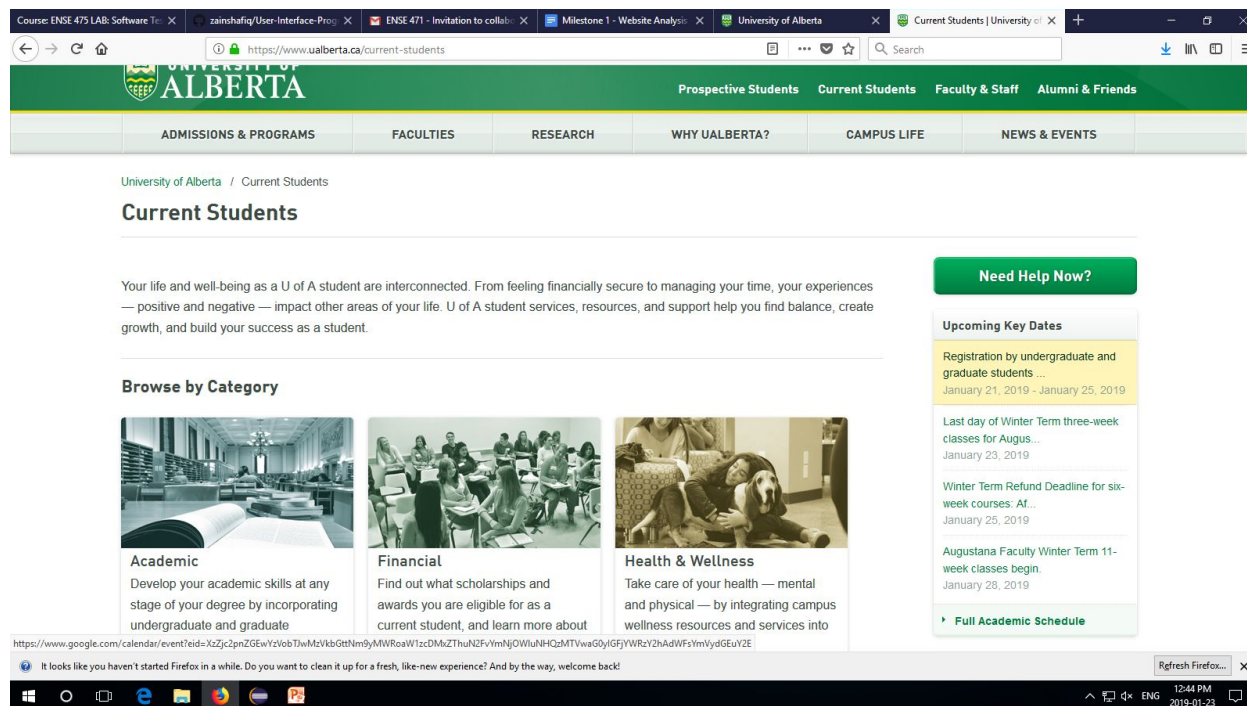 Course: ENSE 475 LAB: Software Te
zainshafiq/User-Interface-Prog
ENSE 471 - Invitation to collabo
Milestone 1 - Website Analysis
University of Alberta
Current Students | University of
https://www.ualberta.ca/current-students
Search
UNIVERSITY OF
ALBERTA
Prospective Students Current Students Faculty & Staff Alumni & Friends
ADMISSIONS & PROGRAMS FACULTIES RESEARCH WHY UALBERTA? CAMPUS LIFE NEWS & EVENTS
University of Alberta / Current Students
Current Students
Your life and well-being as a U of A student are interconnected. From feeling financially secure to managing your time, your experiences
— positive and negative — impact other areas of your life. U of A student services, resources, and support help you find balance, create
growth, and build your success as a student.
Browse by Category
Academic
Develop your academic skills at any
stage of your degree by incorporating
undergraduate and graduate
Financial
Find out what scholarships and
awards you are eligible for as a
current student, and learn more about
Health & Wellness
Take care of your health — mental
and physical — by integrating campus
wellness resources and services into
Need Help Now?
Upcoming Key Dates
Registration by undergraduate and
graduate students ...
January 21, 2019 - January 25, 2019
Last day of Winter Term three-week
classes for Augus...
January 23, 2019
Winter Term Refund Deadline for six-
week courses: Af...
January 25, 2019
Augustana Faculty Winter Term 11-
week classes begin.
January 28, 2019
Full Academic Schedule
It looks like you haven't started Firefox in a while. Do you want to clean it up for a fresh, like-new experience? And by the way, welcome back!
Refresh Firefox...
ENG
12:44 PM
2019-01-23